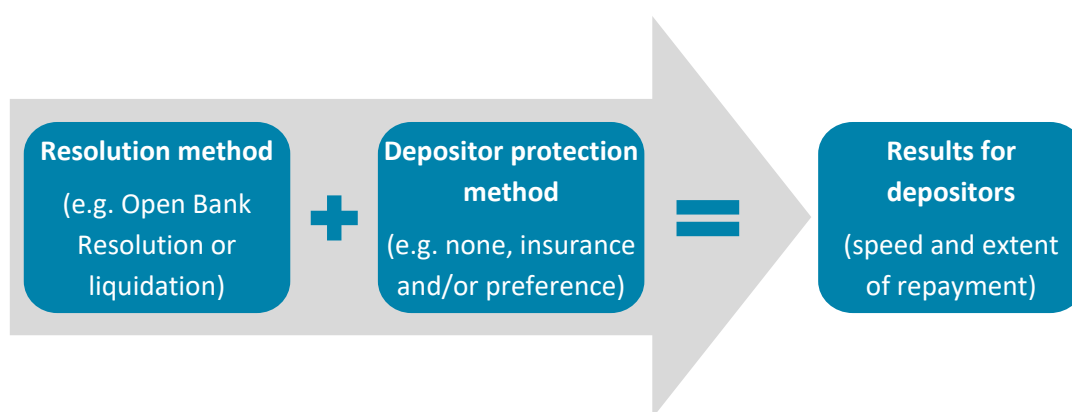 Resolution method
(e.g. Open Bank
Resolution or
liquidation)
+
Depositor protection
method
(e.g. none, insurance
and/or preference)
=
Results for
depositors
(speed and extent
of repayment)